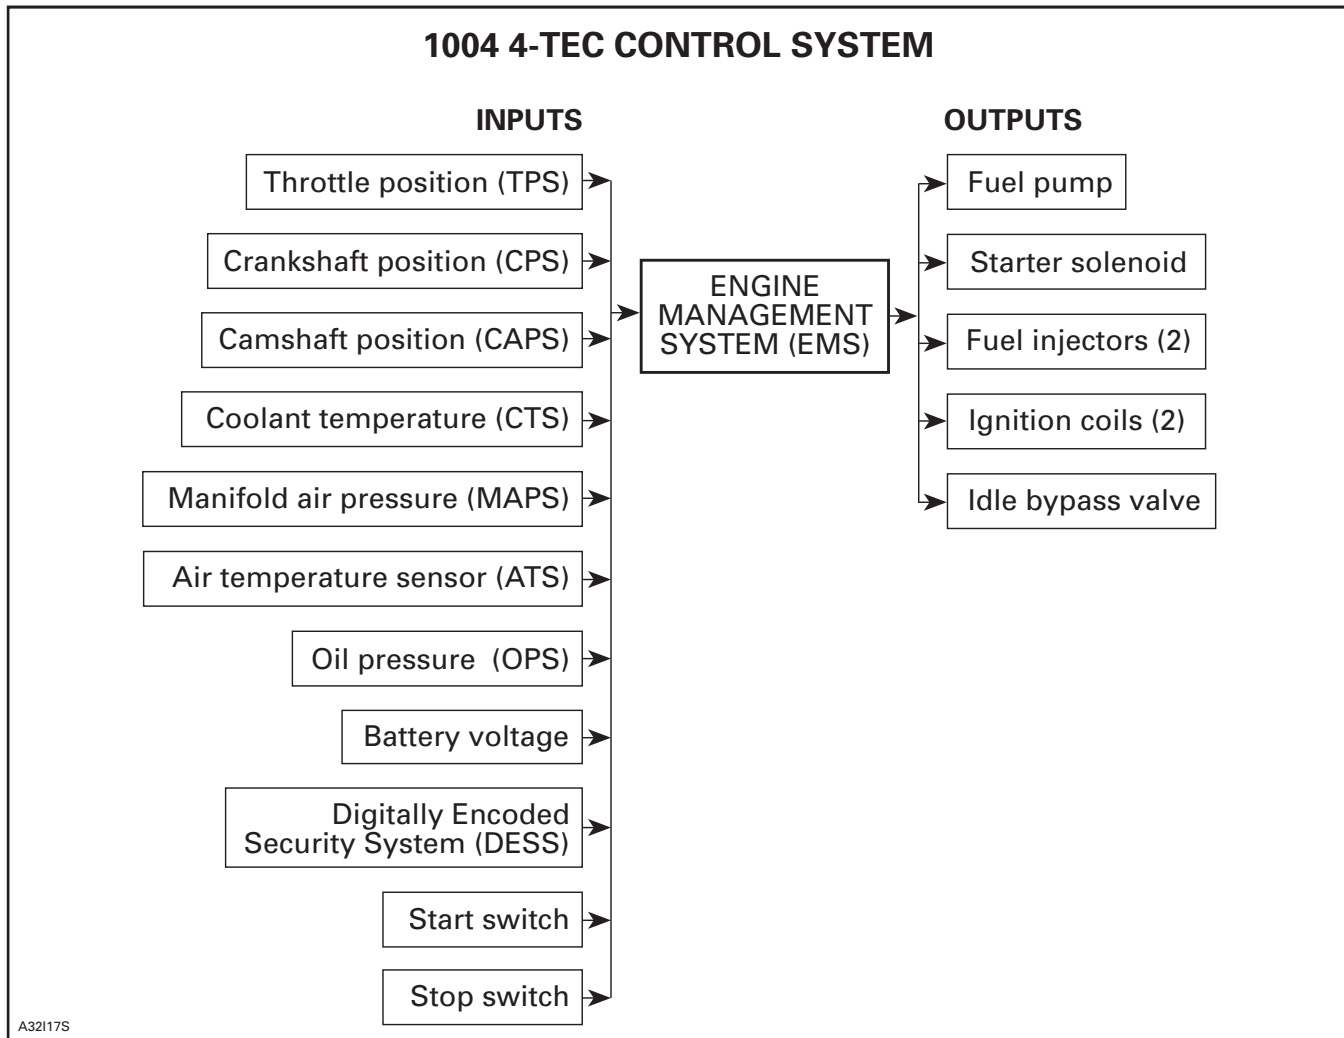 1004 4-TEC CONTROL SYSTEM
INPUTS
Throttle position (TPS)
Crankshaft position (CPS)
Camshaft position (CAPS)
Coolant temperature (CTS)
Manifold air pressure (MAPS)
Air temperature sensor (ATS)
Oil pressure (OPS)
Battery voltage
Digitally Encoded
Security System (DESS)
Start switch
Stop switch
ENGINE
MANAGEMENT
SYSTEM (EMS)
OUTPUTS
Fuel pump
Starter solenoid
Fuel injectors (2)
Ignition coils (2)
Idle bypass valve
A32I17S